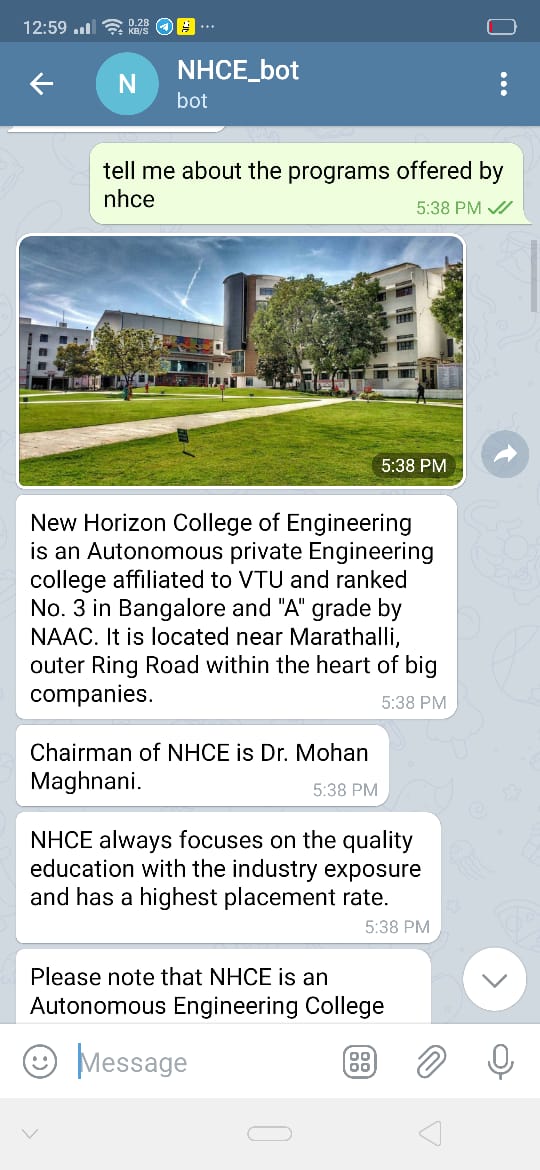 12:59
0.28
KB/S
N
NHCE_bot
bot
tell me about the programs offered by
nhce
5:38 PM
5:38 PM
New Horizon College of Engineering
is an Autonomous private Engineering
college affiliated to VTU and ranked
No. 3 in Bangalore and "A" grade by
NAAC. It is located near Marathalli,
outer Ring Road within the heart of big
companies.
5:38 PM
Chairman of NHCE is Dr. Mohan
Maghnani.
5:38 PM
NHCE always focuses on the quality
education with the industry exposure
and has a highest placement rate.
5:38 PM
Please note that NHCE is an
Autonomous Engineering College
Message